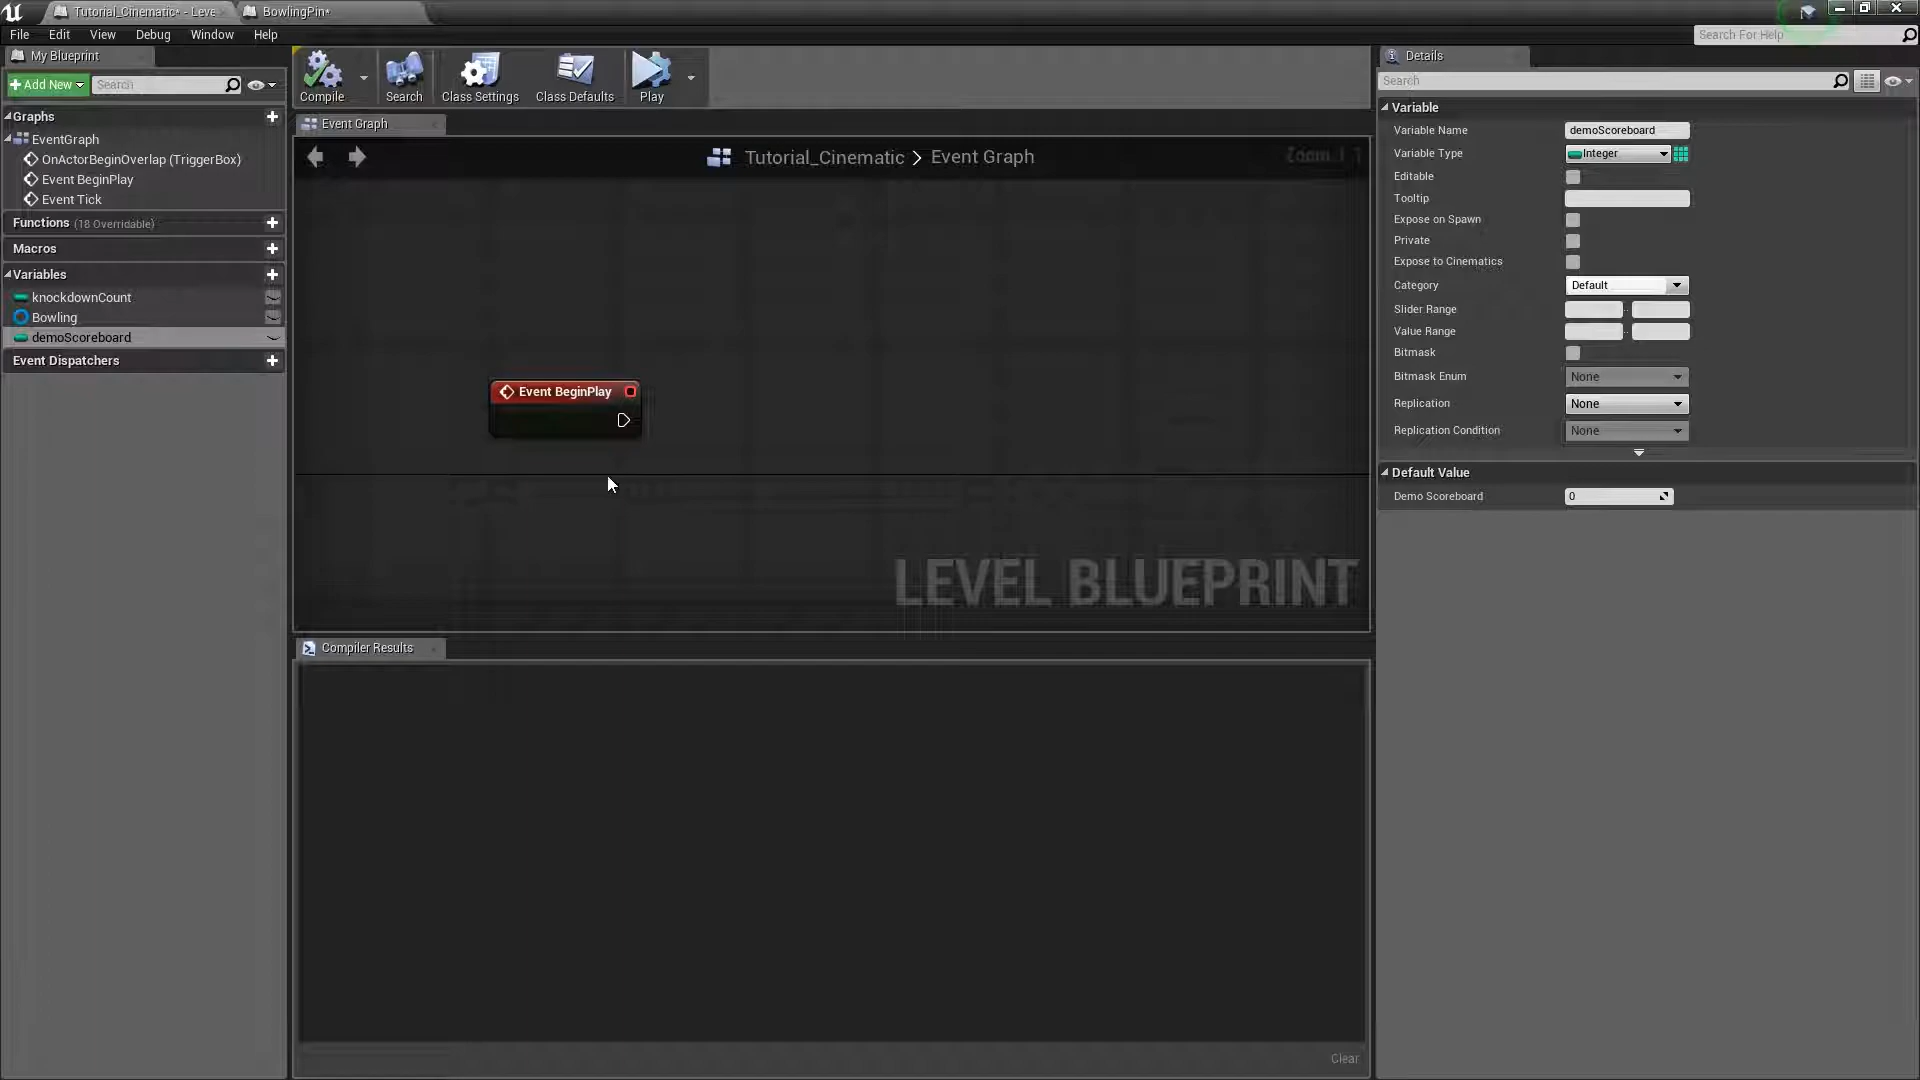 Tutorial_Cinematic* - Leve
BowlingPin*
File Edit View Debug Window Help
Search For Help
My Blueprint
Add New
Search
Graphs
EventGraph
OnActorBeginOverlap (TriggerBox)
Event BeginPlay
Event Tick
Functions (18 Overridable)
Macros
Variables
knockdownCount
Bowling
demoScoreboard
Event Dispatchers
Compile
Search
Class Settings
Class Defaults
Play
Event Graph
Tutorial_Cinematic > Event Graph
Zoom 1:1
Event BeginPlay
LEVEL BLUEPRINT
Compiler Results
Clear
Details
Search
Variable
Variable Name demoScoreboard
Variable Type Integer
Editable
Tooltip
Expose on Spawn
Private
Expose to Cinematics
Category Default
Slider Range
Value Range
Bitmask
Bitmask Enum None
Replication None
Replication Condition None
Default Value
Demo Scoreboard 0